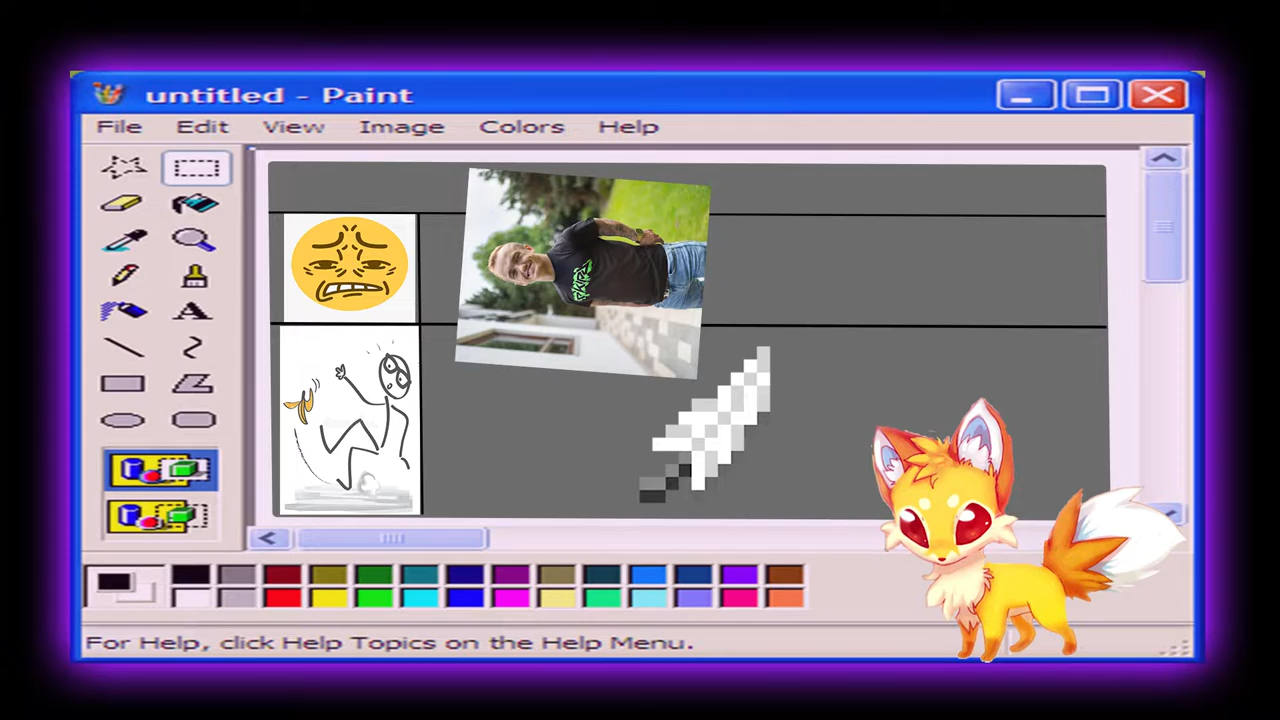 untitled - Paint
File Edit View Image Colors Help
A
For Help, click Help Topics on the Help Menu.